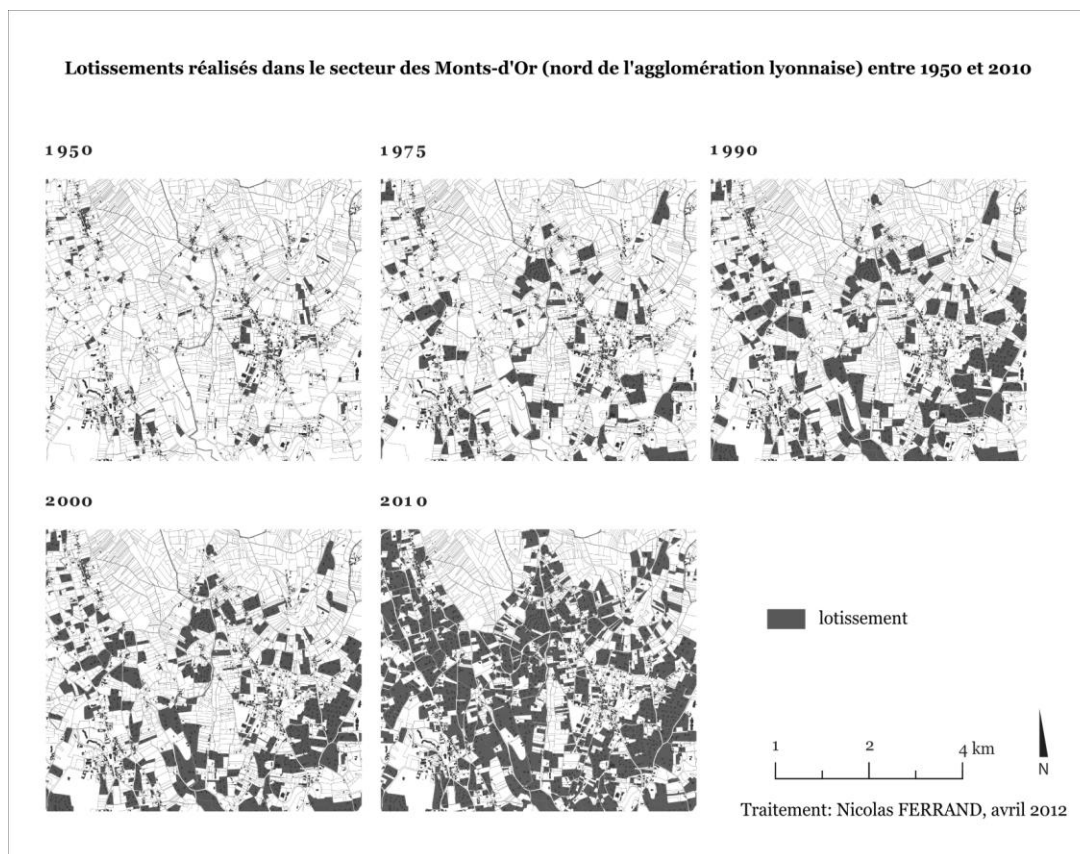 Lotissements réalisés dans le secteur des Monts-d'Or (nord de l'agglomération lyonnaise) entre 1950 et 2010
1950
1975
1990
2000
2010
lotissement
1 2 4 km
N
Traitement: Nicolas FERRAND, avril 2012